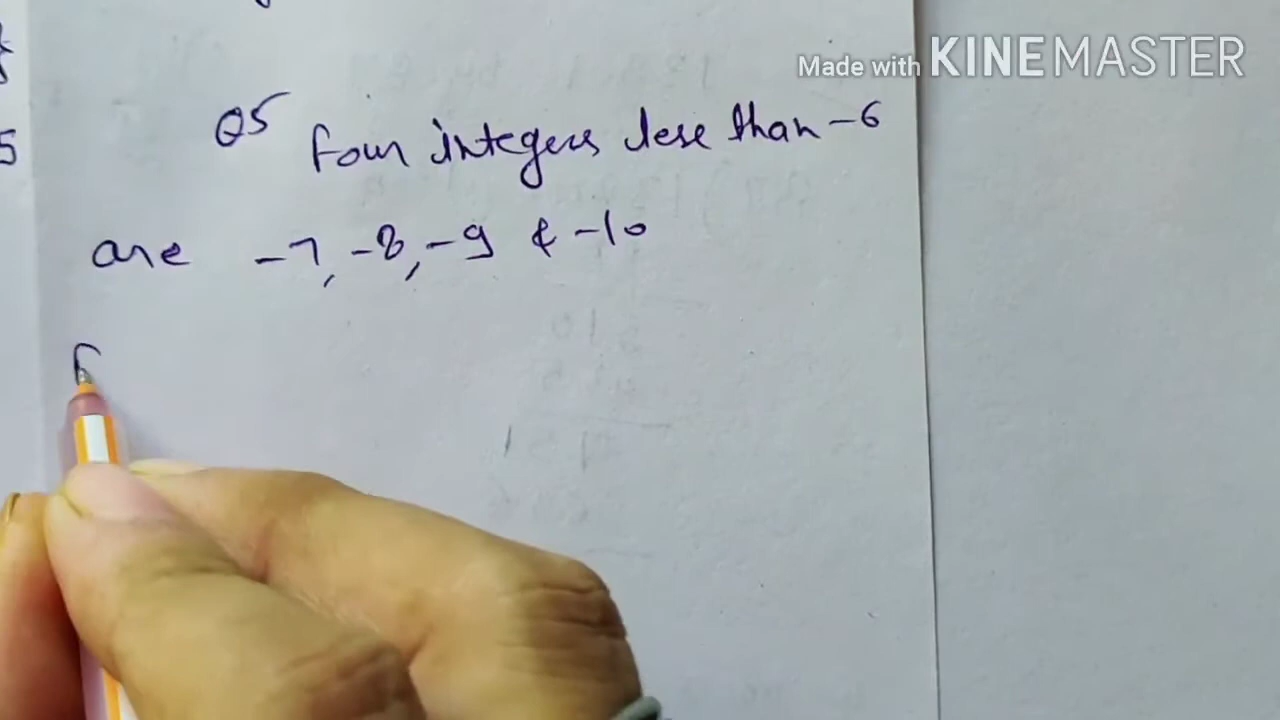 Made with KINEMASTER
Q5 Four integers less than -6
are -7, -8, -9 & -10